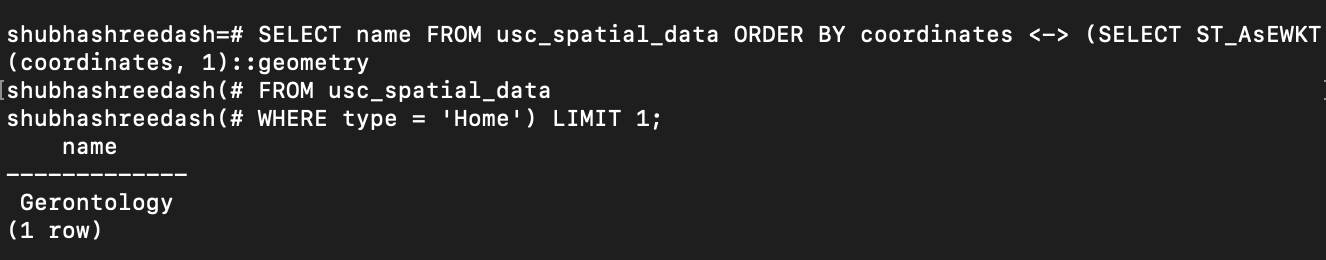 shubhashreedash=# SELECT name FROM usc_spatial_data ORDER BY coordinates <-> (SELECT ST_AsEWKT
(coordinates, 1)::geometry
[shubhashreedash(# FROM usc_spatial_data
shubhashreedash(# WHERE type = 'Home') LIMIT 1;
    name
-------------
 Gerontology
(1 row)